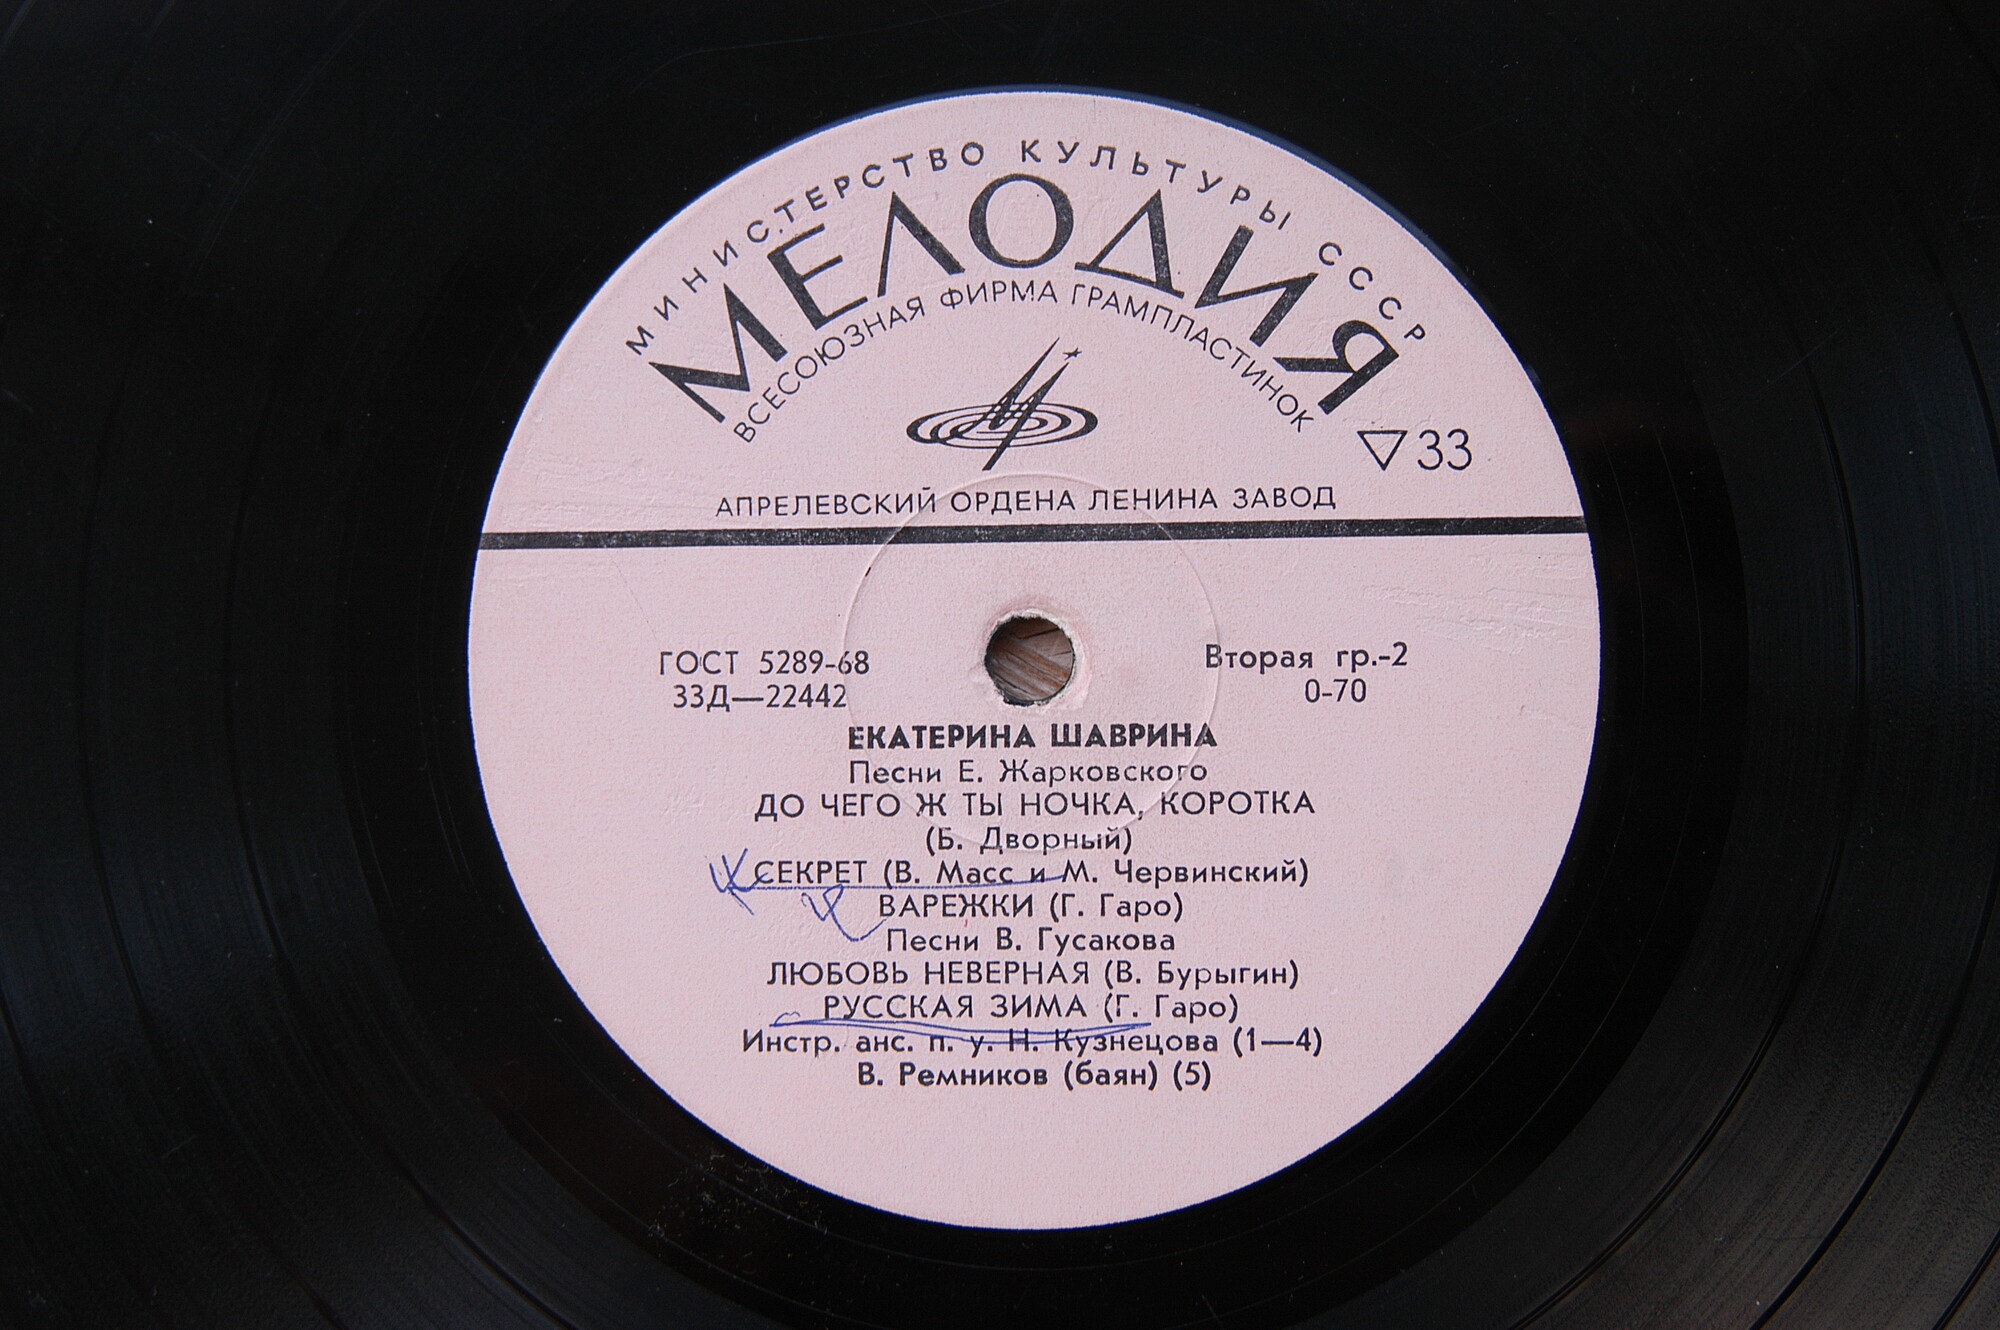 МИНИСТЕРСТВО КУЛЬТУРЫ СССР
МЕЛОДИЯ
ВСЕСОЮЗНАЯ ФИРМА ГРАМПЛАСТИНОК
33
АПРЕЛЕВСКИЙ ОРДЕНА ЛЕНИНА ЗАВОД
ГОСТ 5289-68
33Д—22442
Вторая гр.-2
0-70
ЕКАТЕРИНА ШАВРИНА
Песни Е. Жарковского
ДО ЧЕГО Ж ТЫ НОЧКА, КОРОТКА
(Б. Дворный)
СЕКРЕТ (В. Масс и М. Червинский)
ВАРЕЖКИ (Г. Гаро)
Песни В. Гусакова
ЛЮБОВЬ НЕВЕРНАЯ (В. Бурыгин)
РУССКАЯ ЗИМА (Г. Гаро)
Инстр. анс. п. у. Н. Кузнецова (1—4)
В. Ремников (баян) (5)